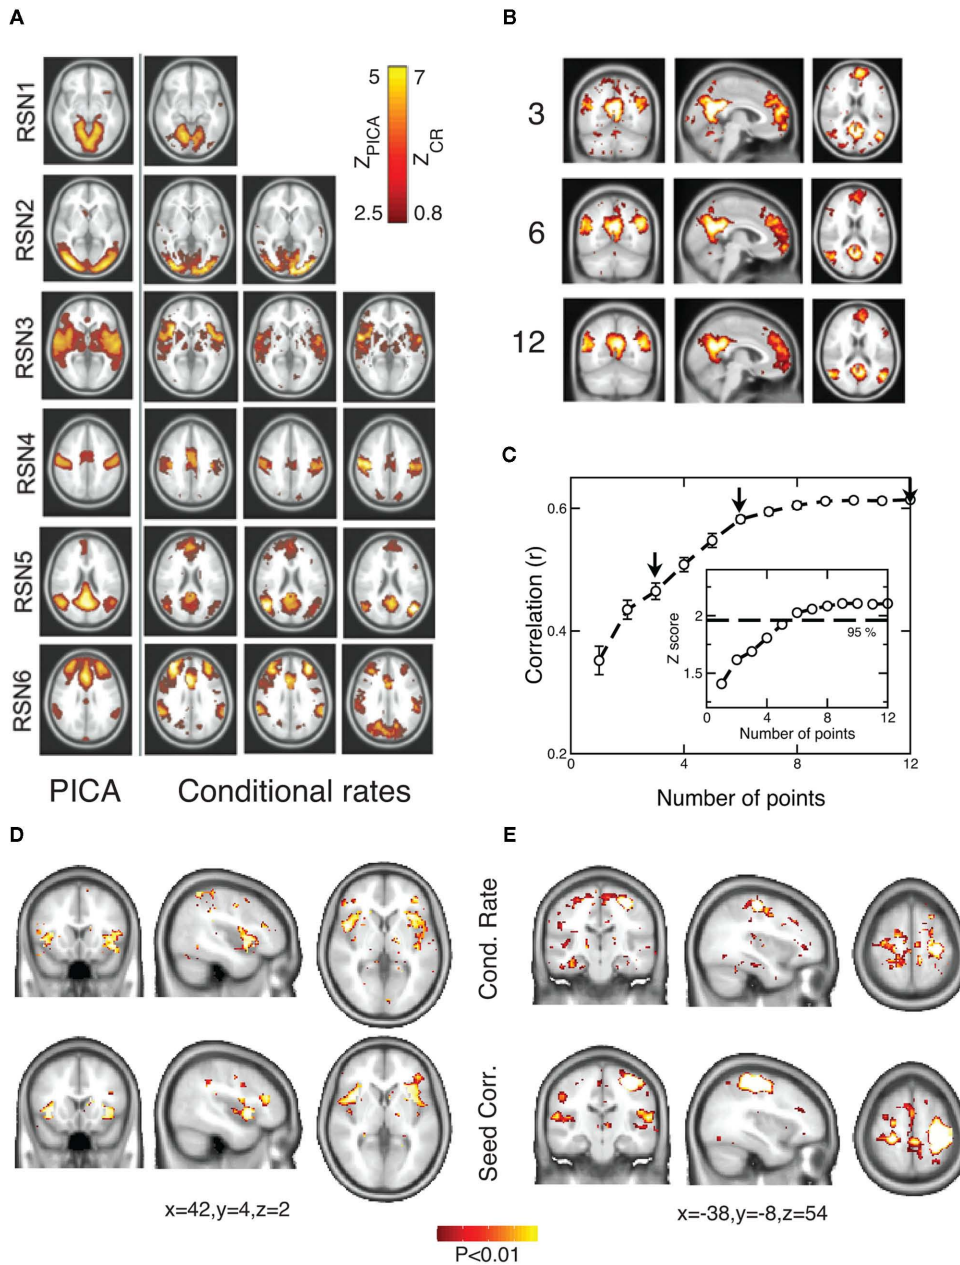 A
RSN1
RSN2
RSN3
RSN4
RSN5
RSN6
5
7
Z_PICA
Z_CR
2.5
0.8
PICA
Conditional rates
B
3
6
12
C
Correlation (r)
0.6
0.4
0.2
0
4
8
12
Number of points
Z score
2
1.5
95 %
0
4
8
12
Number of points
D
x=42,y=4,z=2
E
Cond. Rate
Seed Corr.
x=-38,y=-8,z=54
P<0.01